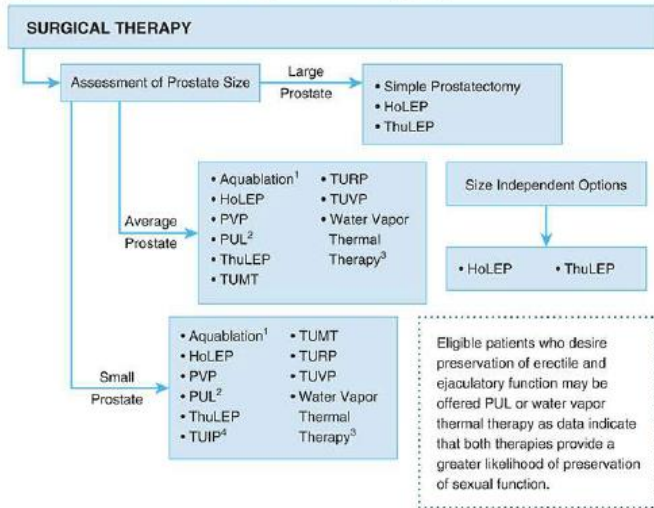 SURGICAL THERAPY
Assessment of Prostate Size
Large
Prostate
• Simple Prostatectomy
• HoLEP
• ThuLEP
Average
Prostate
• Aquablation¹
• HoLEP
• PVP
• PUL²
• ThuLEP
• TUMT
• TURP
• TUVP
• Water Vapor
Thermal
Therapy³
Size Independent Options
• HoLEP
• ThuLEP
Small
Prostate
• Aquablation¹
• HoLEP
• PVP
• PUL²
• ThuLEP
• TUIP⁴
• TUMT
• TURP
• TUVP
• Water Vapor
Thermal
Therapy³
Eligible patients who desire
preservation of erectile and
ejaculatory function may be
offered PUL or water vapor
thermal therapy as data indicate
that both therapies provide a
greater likelihood of preservation
of sexual function.